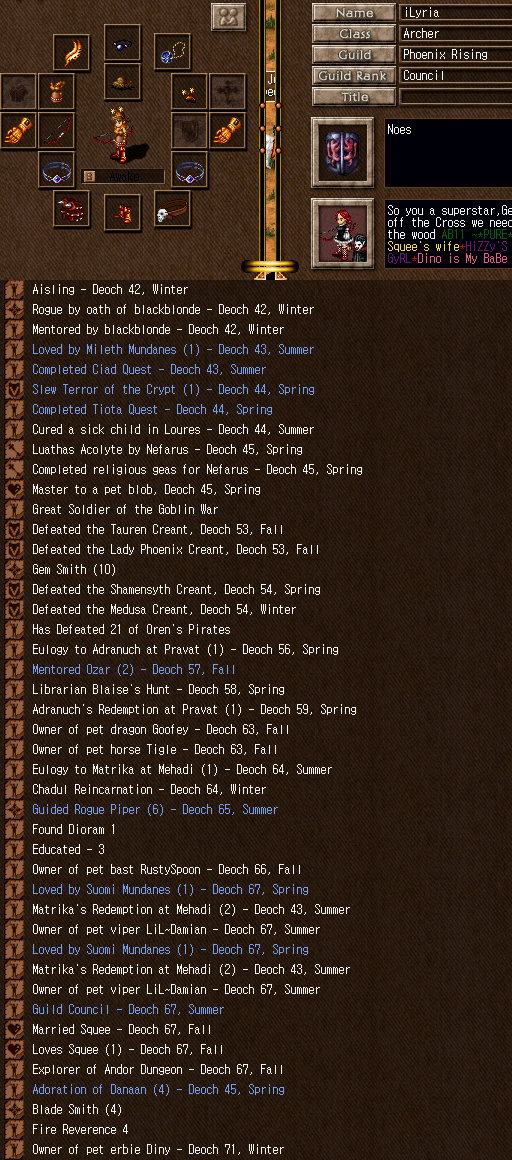 Name iLyria
Class Archer
Guild Phoenix Rising
Guild Rank Council
Title
Awake
Noes
So you a superstar,Ge
off the Cross we need
the wood
Squee's wife*HiZZy'S
GyRL*Dino is My BaBe
Aisling - Deoch 42, Winter
Rogue by oath of blackblonde - Deoch 42, Winter
Mentored by blackblonde - Deoch 42, Winter
Loved by Mileth Mundanes (1) - Deoch 43, Summer
Completed Ciad Quest - Deoch 43, Summer
Slew Terror of the Crypt (1) - Deoch 44, Spring
Completed Tiota Quest - Deoch 44, Spring
Cured a sick child in Loures - Deoch 44, Summer
Luathas Acolyte by Nefarus - Deoch 45, Spring
Completed religious geas for Nefarus - Deoch 45, Spring
Master to a pet blob, Deoch 45, Spring
Great Soldier of the Goblin War
Defeated the Tauren Creant, Deoch 53, Fall
Defeated the Lady Phoenix Creant, Deoch 53, Fall
Gem Smith (10)
Defeated the Shamensyth Creant, Deoch 54, Spring
Defeated the Medusa Creant, Deoch 54, Winter
Has Defeated 21 of Oren's Pirates
Eulogy to Adranuch at Pravat (1) - Deoch 56, Spring
Mentored Ozar (2) - Deoch 57, Fall
Librarian Blaise's Hunt - Deoch 58, Spring
Adranuch's Redemption at Pravat (1) - Deoch 59, Spring
Owner of pet dragon Goofey - Deoch 63, Fall
Owner of pet horse Tigle - Deoch 63, Fall
Eulogy to Matrika at Mehadi (1) - Deoch 64, Summer
Chadul Reincarnation - Deoch 64, Winter
Guided Rogue Piper (6) - Deoch 65, Summer
Found Dioram 1
Educated - 3
Owner of pet bast RustySpoon - Deoch 66, Fall
Loved by Suomi Mundanes (1) - Deoch 67, Spring
Matrika's Redemption at Mehadi (2) - Deoch 43, Summer
Owner of pet viper LiL~Damian - Deoch 67, Summer
Loved by Suomi Mundanes (1) - Deoch 67, Spring
Matrika's Redemption at Mehadi (2) - Deoch 43, Summer
Owner of pet viper LiL~Damian - Deoch 67, Summer
Guild Council - Deoch 67, Summer
Married Squee - Deoch 67, Fall
Loves Squee (1) - Deoch 67, Fall
Explorer of Andor Dungeon - Deoch 67, Fall
Adoration of Danaan (4) - Deoch 45, Spring
Blade Smith (4)
Fire Reverence 4
Owner of pet erbie Diny - Deoch 71, Winter